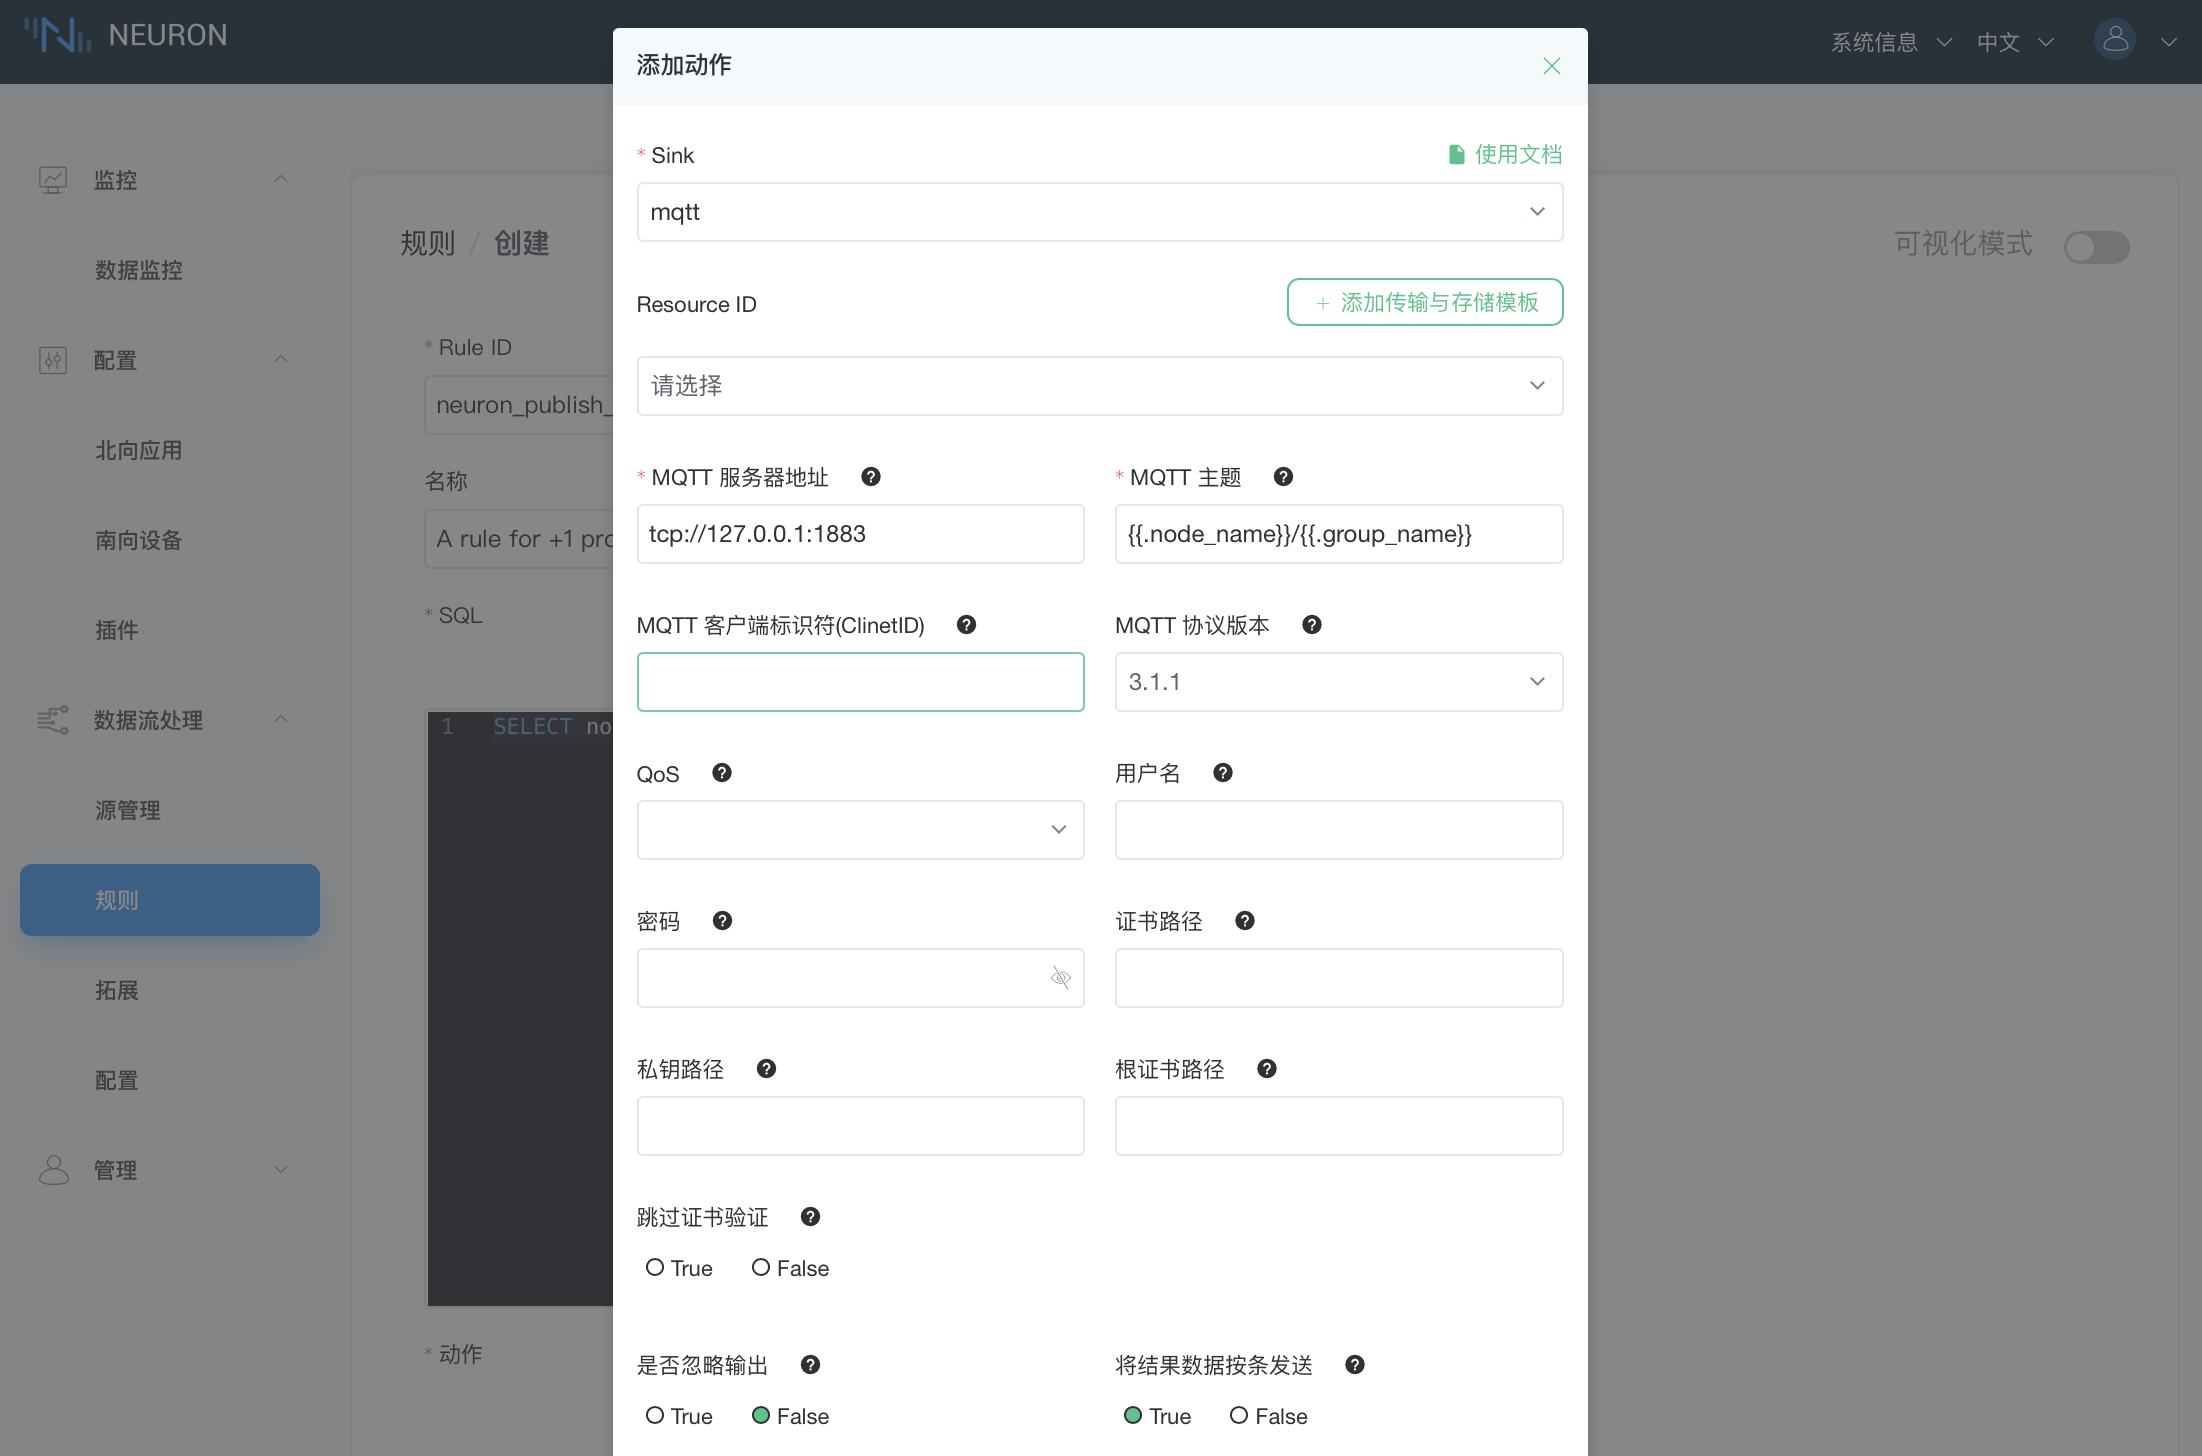 NEURON
系统信息
中文
监控
数据监控
配置
北向应用
南向设备
插件
数据流处理
源管理
规则
拓展
配置
管理
规则 / 创建
可视化模式
* Rule ID
neuron_publish_
名称
A rule for +1 pro
* SQL
1 SELECT no
* 动作
添加动作
* Sink
使用文档
mqtt
Resource ID
+ 添加传输与存储模板
请选择
* MQTT 服务器地址
* MQTT 主题
tcp://127.0.0.1:1883
{{.node_name}}/{{.group_name}}
MQTT 客户端标识符(ClinetID)
MQTT 协议版本
3.1.1
QoS
用户名
密码
证书路径
私钥路径
根证书路径
跳过证书验证
True False
是否忽略输出
将结果数据按条发送
True False
True False